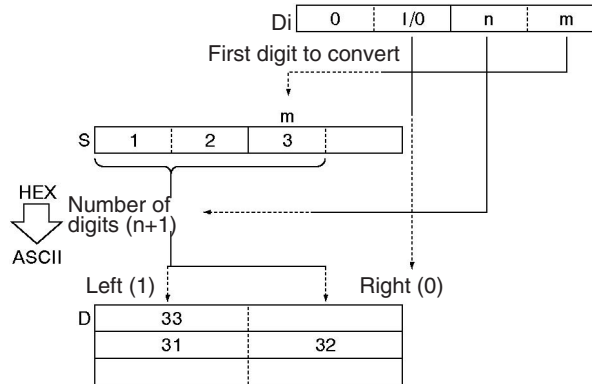 Di 0 1/0 n m
First digit to convert
m
S 1 2 3
HEX
Number of
digits (n+1)
ASCII
Left (1) Right (0)
D 33
31 32